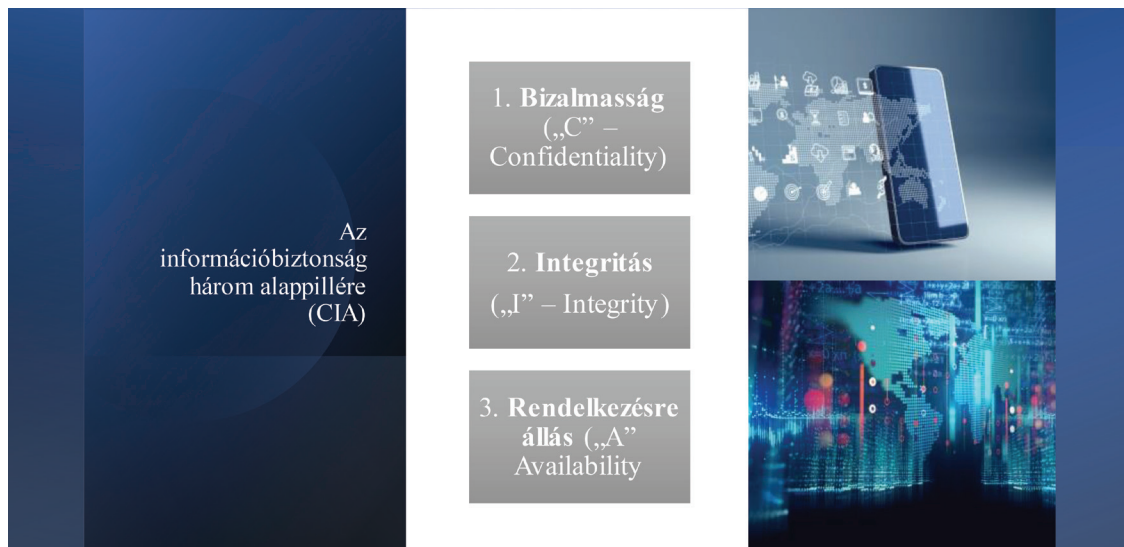 Az
információbiztonság
három alappillére
(CIA)
1. Bizalmasság
(„C” –
Confidentiality)
2. Integritás
(„I” – Integrity)
3. Rendelkezésre
állás („A”
Availability